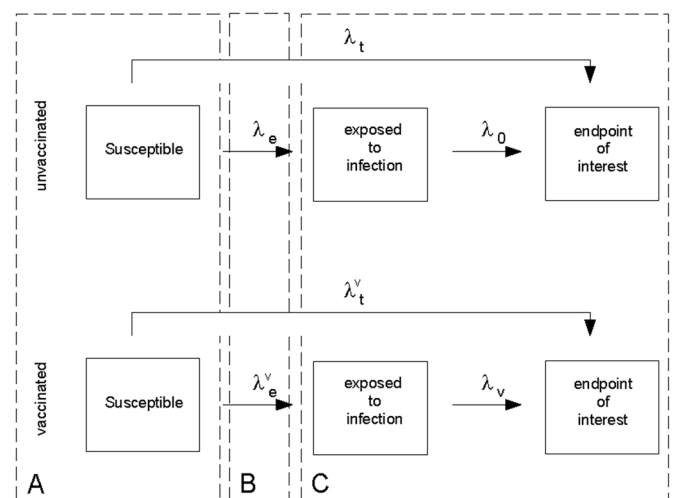 λt
unvaccinated
Susceptible
λe
exposed
to
infection
λ0
endpoint
of
interest
λtv
vaccinated
Susceptible
λev
exposed
to
infection
λv
endpoint
of
interest
A
B
C